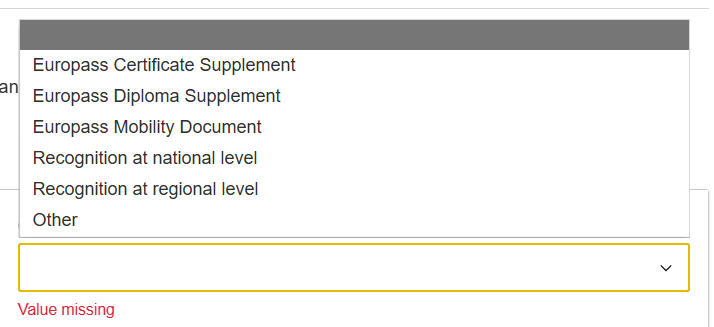 Europass Certificate Supplement
an
Europass Diploma Supplement
Europass Mobility Document
Recognition at national level
Recognition at regional level
Other
Value missing